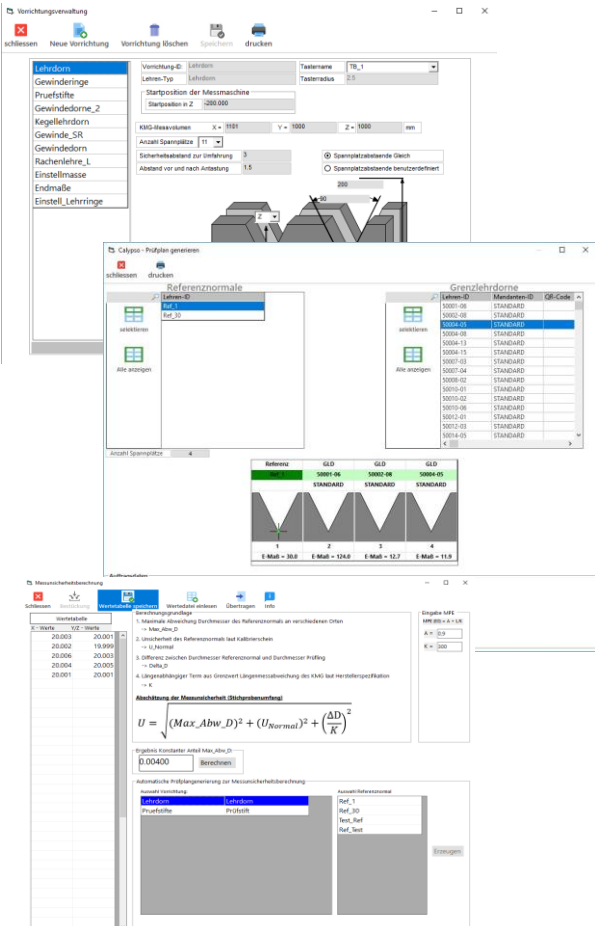 Vorrichtungsverwaltung
schliessen Neue Vorrichtung Vorrichtung löschen Speichern drucken
Lehrdorn
Gewinderinge
Pruefstifte
Gewindedorne_2
Kegellehrdorn
Gewinde_SR
Gewindedorn
Rachenlehre_L
Einstellmasse
Endmaße
Einstell_Lehrringe
Vorrichtung-ID: Lehrdorn Tastername TB_1
Lehren-Typ Lehrdorn Tasterradius 2.5
Startposition der Messmaschine
Startposition in Z -200.000
KMG-Messvolumen X = 1101 Y = 1000 Z = 1000 mm
Anzahl Spannplätze 11
Sicherheitsabstand zur Umfahrung 3 Spannplatzabstaende Gleich
Abstand vor und nach Antastung 1.5 Spannplatzabstaende benutzerdefiniert
200
90
Z
Calypso - Prüfplan generieren
schliessen drucken
Referenznormale
Lehren-ID
Ref_1
Ref_30
selektieren
Alle anzeigen
Grenzlehrdorne
Lehren-ID Mandanten-ID QR-Code
50001-06 STANDARD
50002-08 STANDARD
50004-05 STANDARD
50004-08 STANDARD
50004-13 STANDARD
50004-15 STANDARD
50007-03 STANDARD
50007-04 STANDARD
50008-02 STANDARD
50010-01 STANDARD
50010-02 STANDARD
50010-06 STANDARD
50012-01 STANDARD
50012-03 STANDARD
50014-05 STANDARD
selektieren
Alle anzeigen
Anzahl Spannplätze 4
Referenz GLD GLD GLD
Ref_1 50001-06 50002-08 50004-05
STANDARD STANDARD STANDARD
1 2 3 4
E-Maß = 30.0 E-Maß = 124.0 E-Maß = 12.7 E-Maß = 11.9
Messunsicherheitsberechnung
Schliessen Bestückung Wertetabelle speichern Wertedatei einlesen Übertragen Info
Wertetabelle
X - Werte Y/Z - Werte
20.003 20.001
20.002 19.999
20.006 20.003
20.004 20.005
20.001 20.001
Berechnungsgrundlage
1. Maximale Abweichung Durchmesser des Referenznormals an verschiedenen Orten
→ Max_Abw_D
2. Unsicherheit des Referenznormals laut Kalibrierschein
→ U_Normal
3. Differenz zwischen Durchmesser Referenznormal und Durchmesser Prüfling
→ Delta_D
4. Längenabhängiger Term aus Grenzwert Längenmessabweichung des KMG laut Herstellerspezifikation
→ K
Abschätzung der Messunsicherheit (Stichprobenumfang)
U = √((Max_Abw_D)² + (U_Normal)² + (ΔD/K)²)
Eingabe MPE
MPE (E0) = A + L/K
A = 0,9
K = 300
Ergebnis Konstanter Anteil Max_Abw_D
0.00400 Berechnen
Automatische Prüfplangenerierung zur Messunsicherheitsberechnung
Auswahl Vorrichtung
Lehrdorn Lehrdorn
Pruefstifte Prüfstift
Auswahl Referenznormal
Ref_1
Ref_30
Test_Ref
Ref_Test
Erzeugen